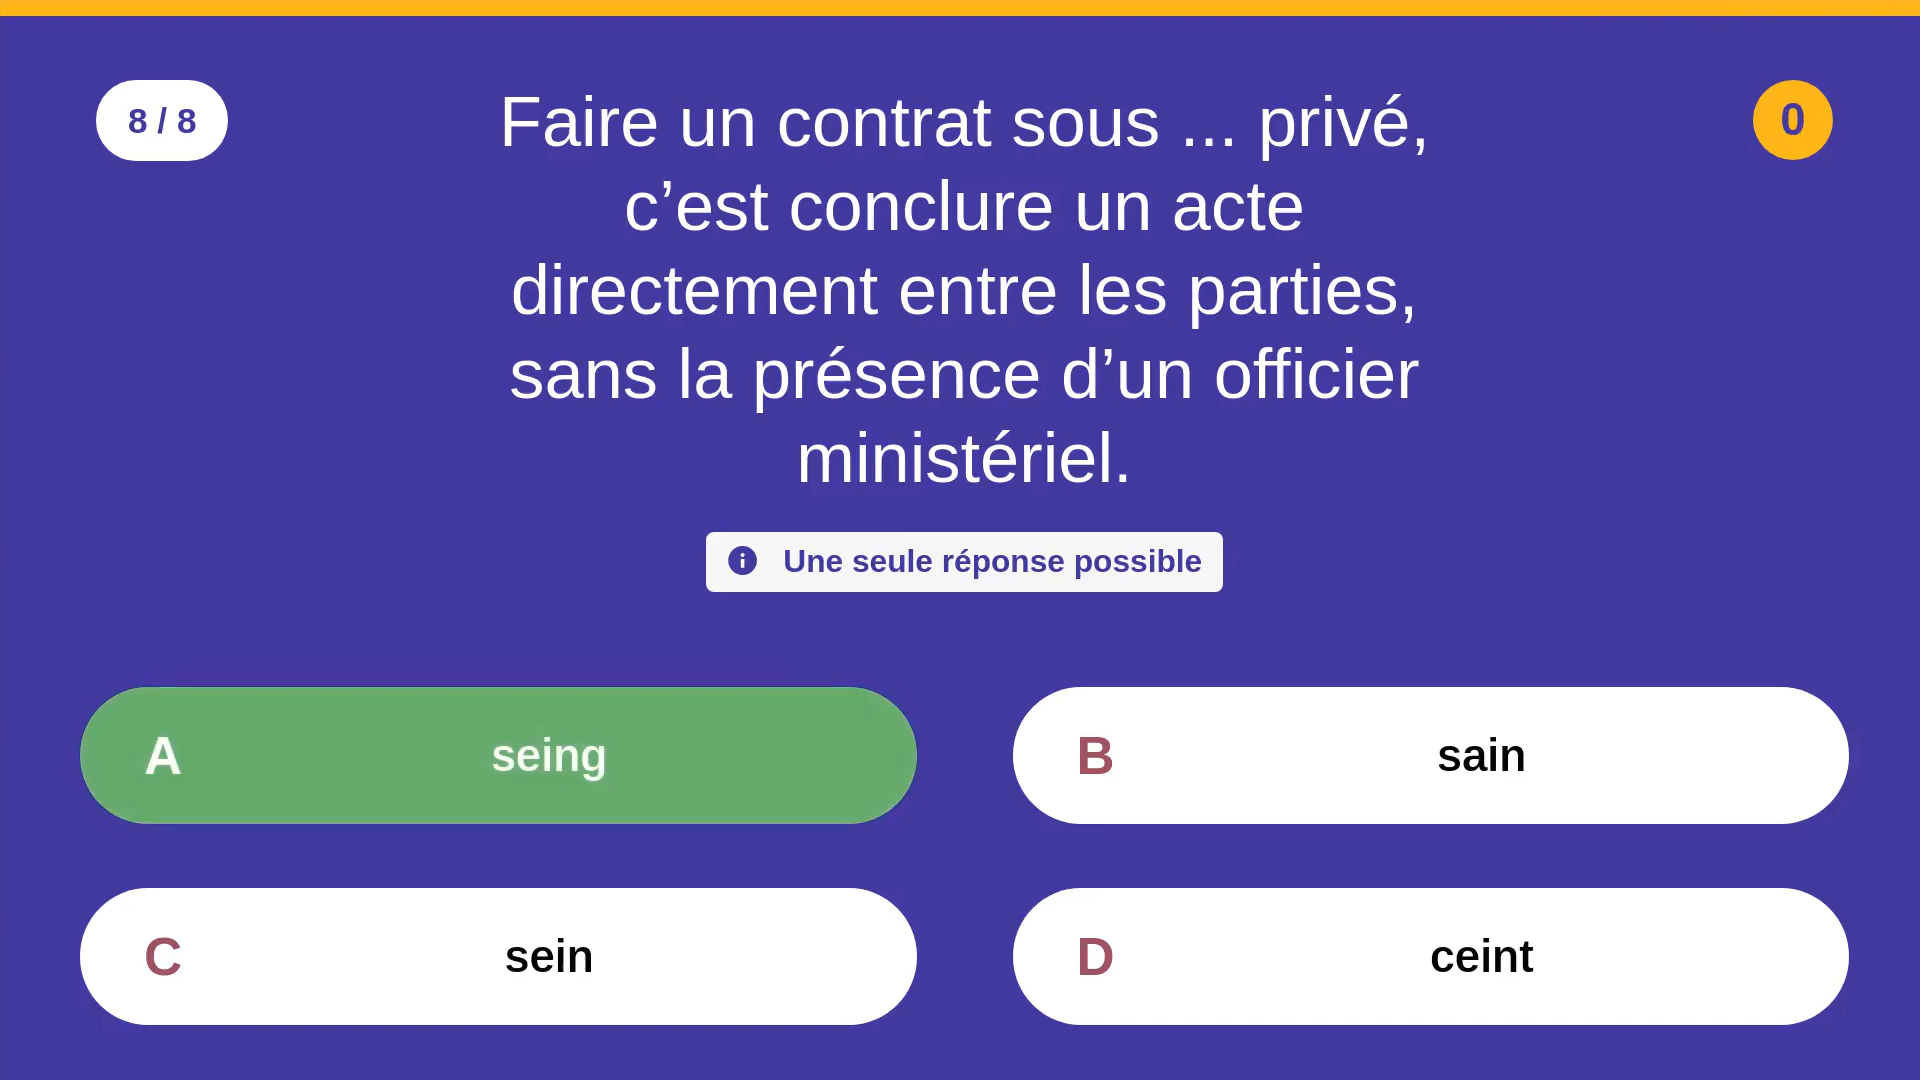 8 / 8
0
Faire un contrat sous ... privé,
c’est conclure un acte
directement entre les parties,
sans la présence d’un officier
ministériel.
Une seule réponse possible
A seing
B sain
C sein
D ceint